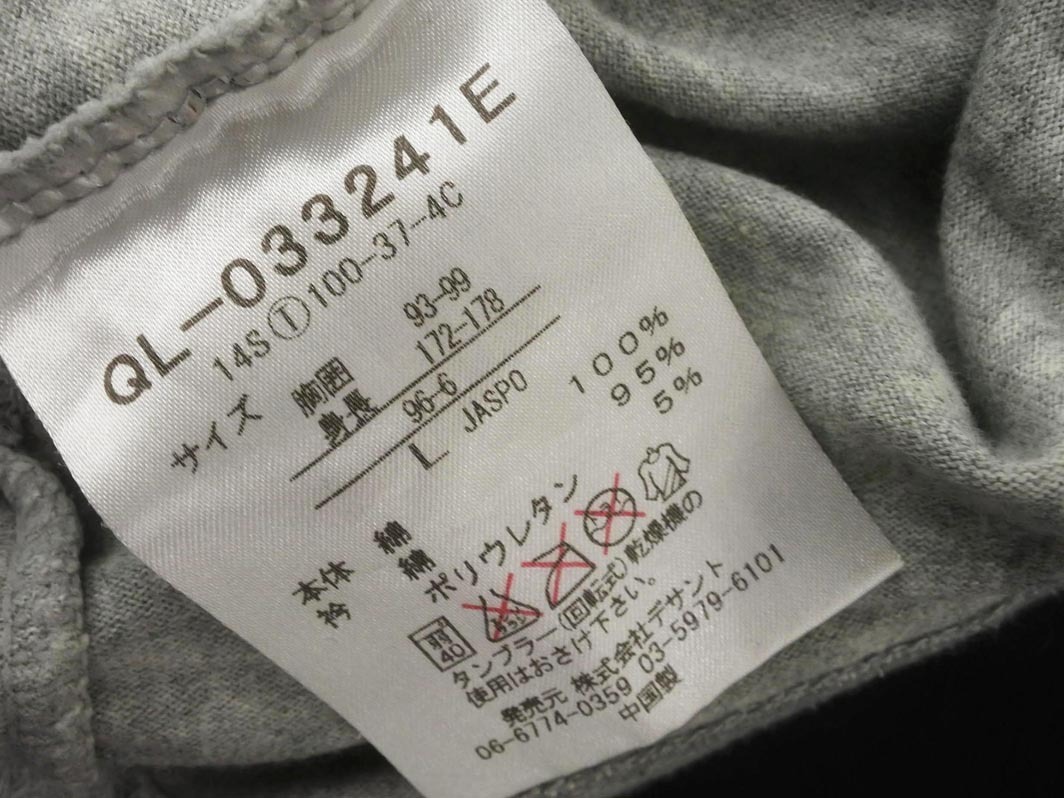 QL-033241E
14S①100-37-4C
サイズ 胸囲 93-99
身長 172-178
96-6
L JASPO
本体 綿 100%
衿 綿 95%
ポリウレタン 5%
40
タンブラー(回転式)乾燥機の
使用はおさけ下さい。
発売元 株式会社デサント
06-6774-0359 03-5979-6101
中国製